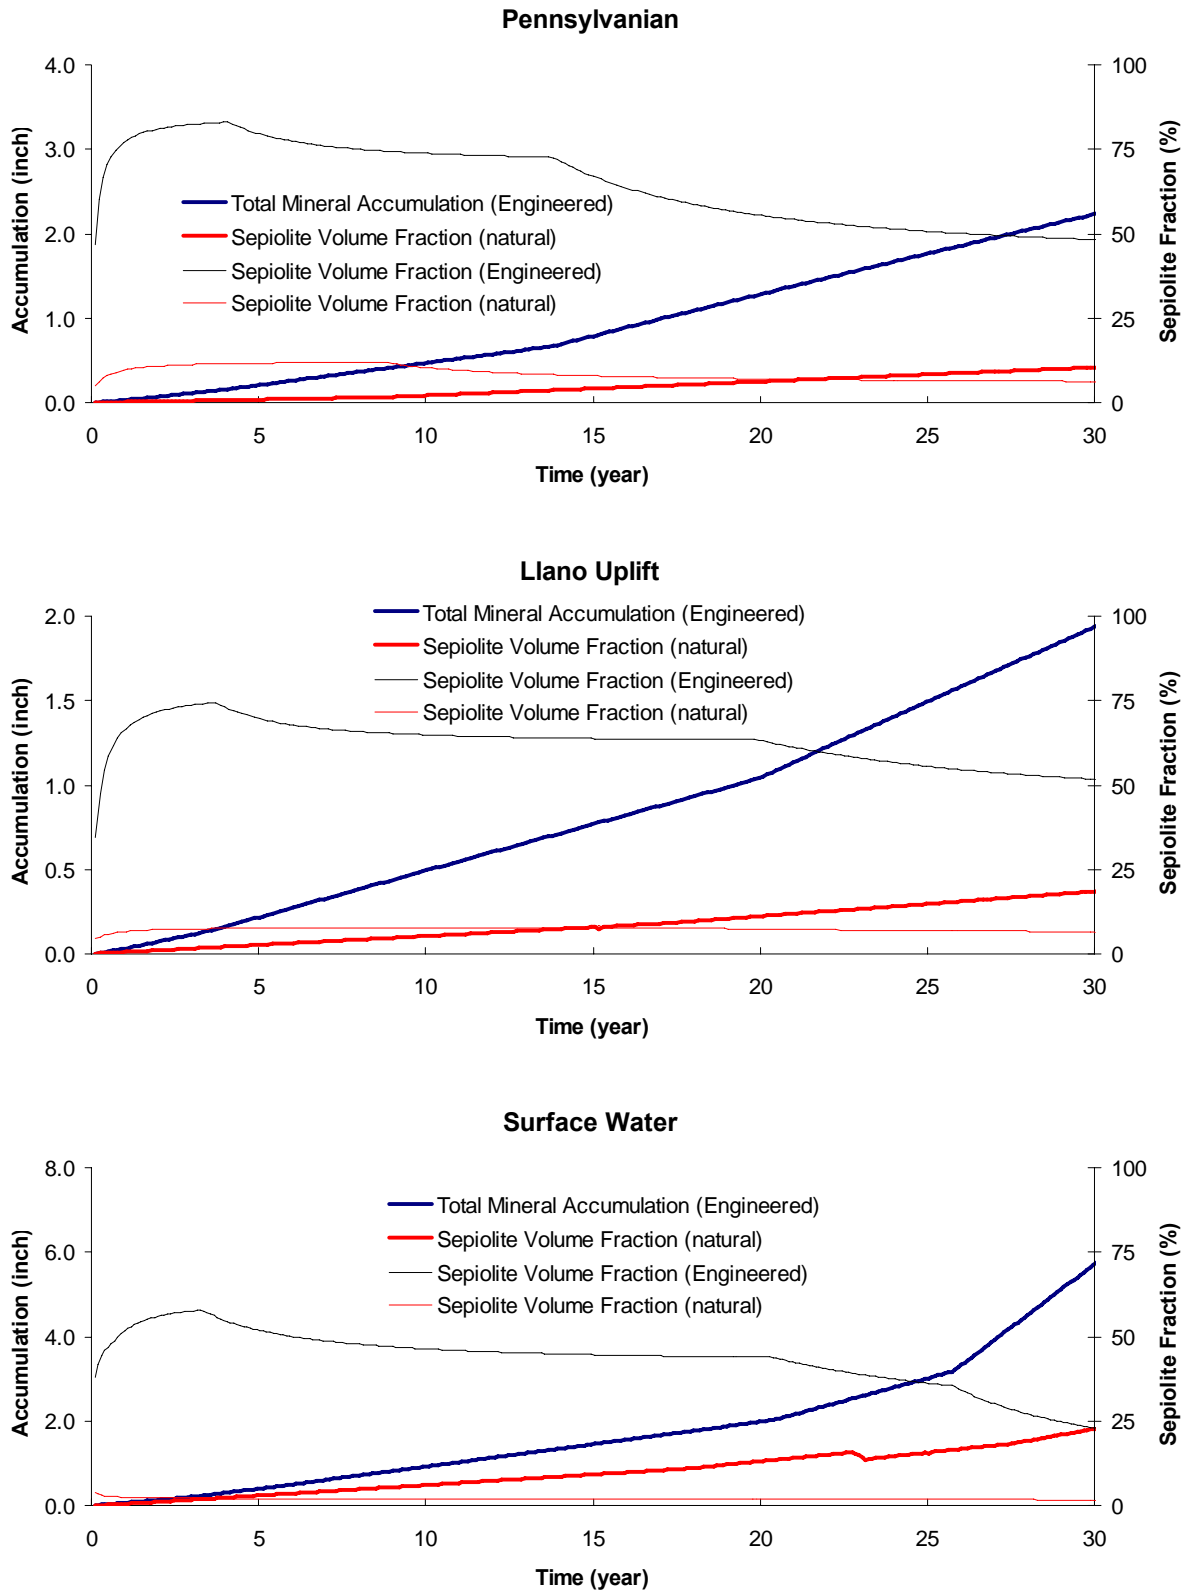 Pennsylvanian
4.0
3.0
2.0
1.0
0.0
Accumulation (inch)
Total Mineral Accumulation (Engineered)
Sepiolite Volume Fraction (natural)
Sepiolite Volume Fraction (Engineered)
Sepiolite Volume Fraction (natural)
100
75
50
25
0
Sepiolite Fraction (%)
0 5 10 15 20 25 30
Time (year)
Llano Uplift
2.0
1.5
1.0
0.5
0.0
Accumulation (inch)
Total Mineral Accumulation (Engineered)
Sepiolite Volume Fraction (natural)
Sepiolite Volume Fraction (Engineered)
Sepiolite Volume Fraction (natural)
100
75
50
25
0
Sepiolite Fraction (%)
0 5 10 15 20 25 30
Time (year)
Surface Water
8.0
6.0
4.0
2.0
0.0
Accumulation (inch)
Total Mineral Accumulation (Engineered)
Sepiolite Volume Fraction (natural)
Sepiolite Volume Fraction (Engineered)
Sepiolite Volume Fraction (natural)
100
75
50
25
0
Sepiolite Fraction (%)
0 5 10 15 20 25 30
Time (year)